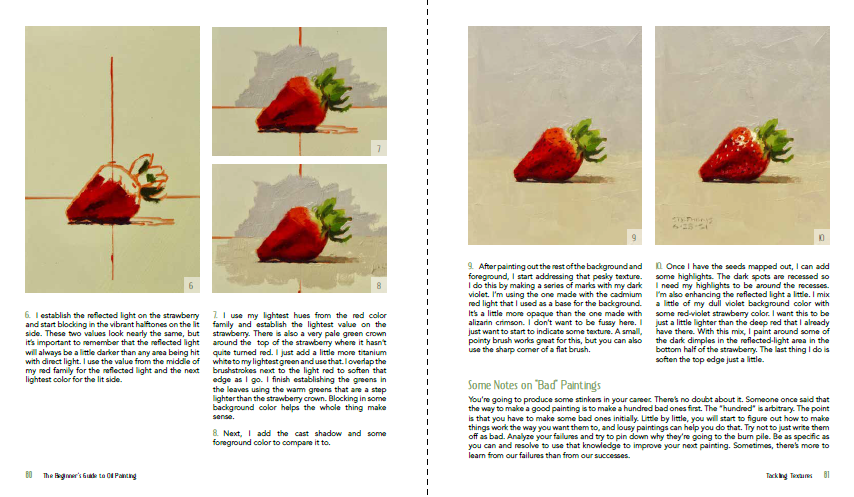 6
7
8
6. I establish the reflected light on the strawberry
and start blocking in the vibrant halftones on the lit
side. These two values look nearly the same, but
it's important to remember that the reflected light
will always be a little darker than any area being hit
with direct light. I use the value from the middle of
my red family for the reflected light and the next
lightest color for the lit side.
7. I use my lightest hues from the red color
family and establish the lightest value on the
strawberry. There is also a very pale green crown
around the top of the strawberry where it hasn't
quite turned red. I just add a little more titanium
white to my lightest green and use that. I overlap the
brushstrokes next to the light red to soften that
edge as I go. I finish establishing the greens in
the leaves using the warm greens that are a step
lighter than the strawberry crown. Blocking in some
background color helps the whole thing make
sense.
8. Next, I add the cast shadow and some
foreground color to compare it to.
80 The Beginner's Guide to Oil Painting
9
10
9. After painting out the rest of the background and
foreground, I start addressing that pesky texture.
I do this by making a series of marks with my dark
violet. I'm using the one made with the cadmium
red light that I used as a base for the background.
It's a little more opaque than the one made with
alizarin crimson. I don't want to be fussy here. I
just want to start to indicate some texture. A small,
pointy brush works great for this, but you can also
use the sharp corner of a flat brush.
10. Once I have the seeds mapped out, I can add
some highlights. The dark spots are recessed so
I need my highlights to be around the recesses.
I'm also enhancing the reflected light a little. I mix
a little of my dull violet background color with
some red-violet strawberry color. I want this to be
just a little lighter than the deep red that I already
have there. With this mix, I paint around some of
the dark dimples in the reflected-light area in the
bottom half of the strawberry. The last thing I do is
soften the top edge just a little.
Some Notes on "Bad" Paintings
You're going to produce some stinkers in your career. There's no doubt about it. Someone once said that
the way to make a good painting is to make a hundred bad ones first. The "hundred" is arbitrary. The point
is that you have to make some bad ones initially. Little by little, you will start to figure out how to make
things work the way you want them to, and lousy paintings can help you do that. Try not to just write them
off as bad. Analyze your failures and try to pin down why they're going to the burn pile. Be as specific as
you can and resolve to use that knowledge to improve your next painting. Sometimes, there's more to
learn from our failures than from our successes.
Tackling Textures 81